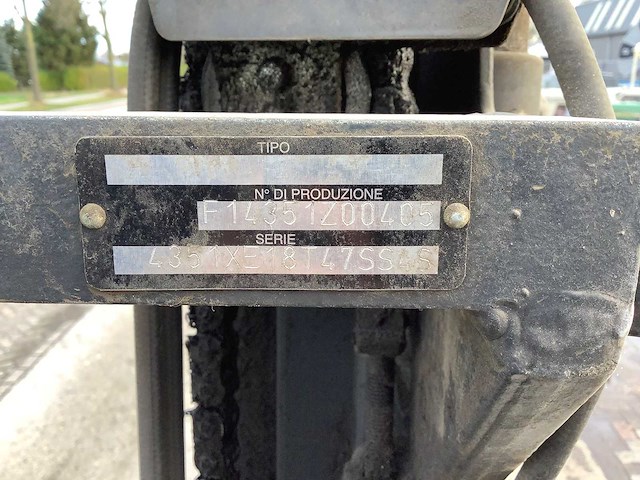 TIPO
N° DI PRODUZIONE
F14351Z00405
SERIE
4351XE18T47SS4S